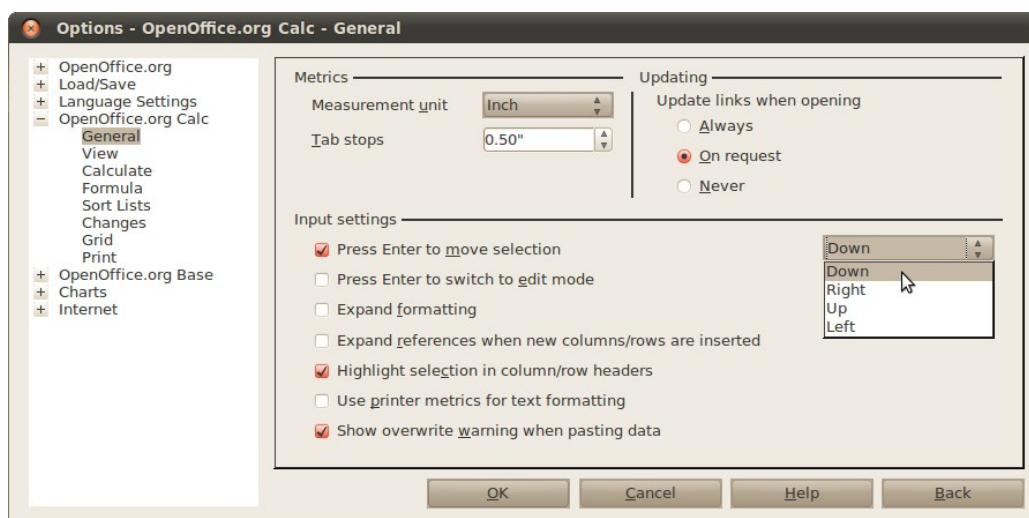 Options - OpenOffice.org Calc - General
+ OpenOffice.org
+ Load/Save
+ Language Settings
− OpenOffice.org Calc
General
View
Calculate
Formula
Sort Lists
Changes
Grid
Print
+ OpenOffice.org Base
+ Charts
+ Internet
Metrics
Measurement unit
Inch
Tab stops
0.50"
Updating
Update links when opening
Always
On request
Never
Input settings
Press Enter to move selection
Down
Down
Right
Up
Left
Press Enter to switch to edit mode
Expand formatting
Expand references when new columns/rows are inserted
Highlight selection in column/row headers
Use printer metrics for text formatting
Show overwrite warning when pasting data
OK
Cancel
Help
Back